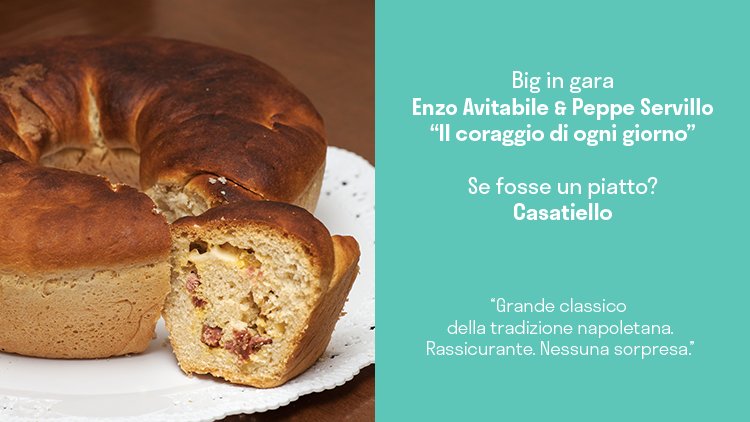 Big in gara
Enzo Avitabile & Peppe Servillo
“Il coraggio di ogni giorno”
Se fosse un piatto?
Casatiello
“Grande classico
della tradizione napoletana.
Rassicurante. Nessuna sorpresa.”